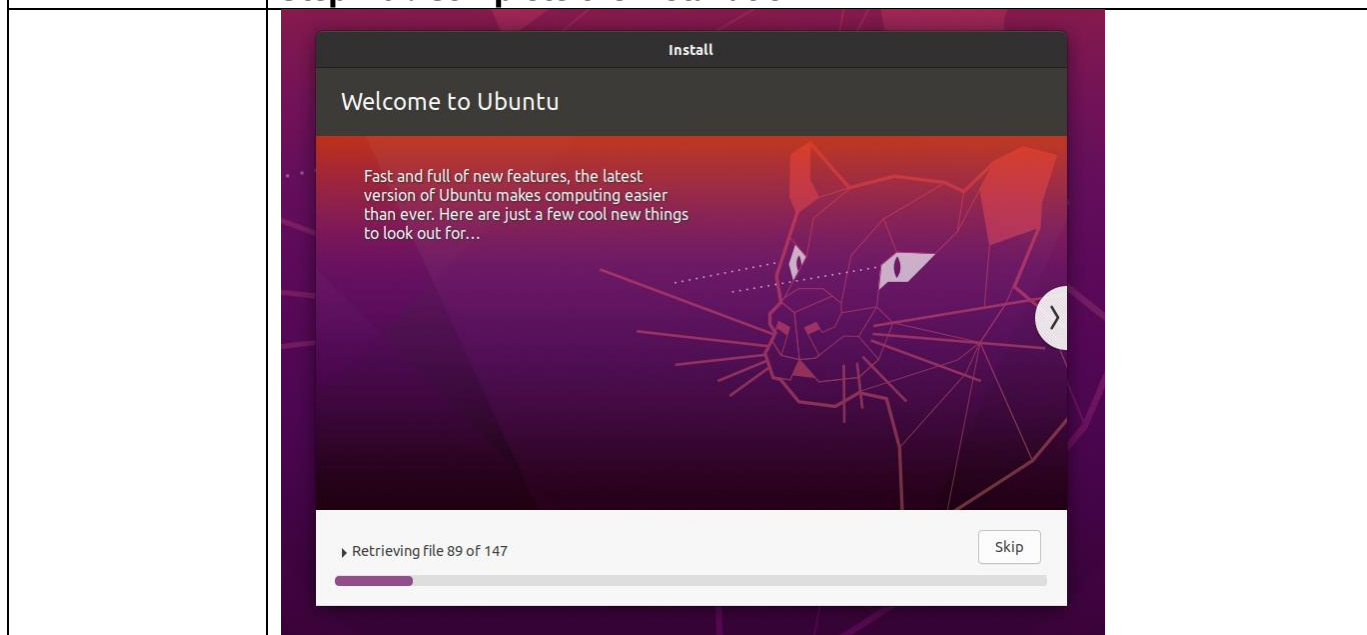 Install
Welcome to Ubuntu
Fast and full of new features, the latest
version of Ubuntu makes computing easier
than ever. Here are just a few cool new things
to look out for…
Retrieving file 89 of 147
Skip